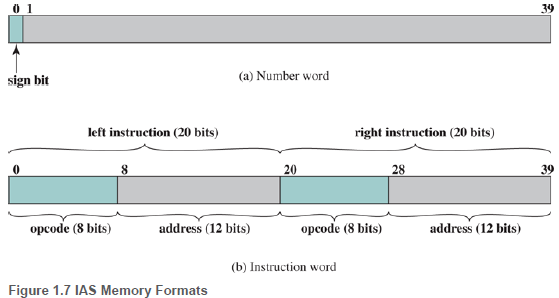 0 1 39
sign bit
(a) Number word
left instruction (20 bits) right instruction (20 bits)
0 8 20 28 39
opcode (8 bits) address (12 bits) opcode (8 bits) address (12 bits)
(b) Instruction word
Figure 1.7 IAS Memory Formats